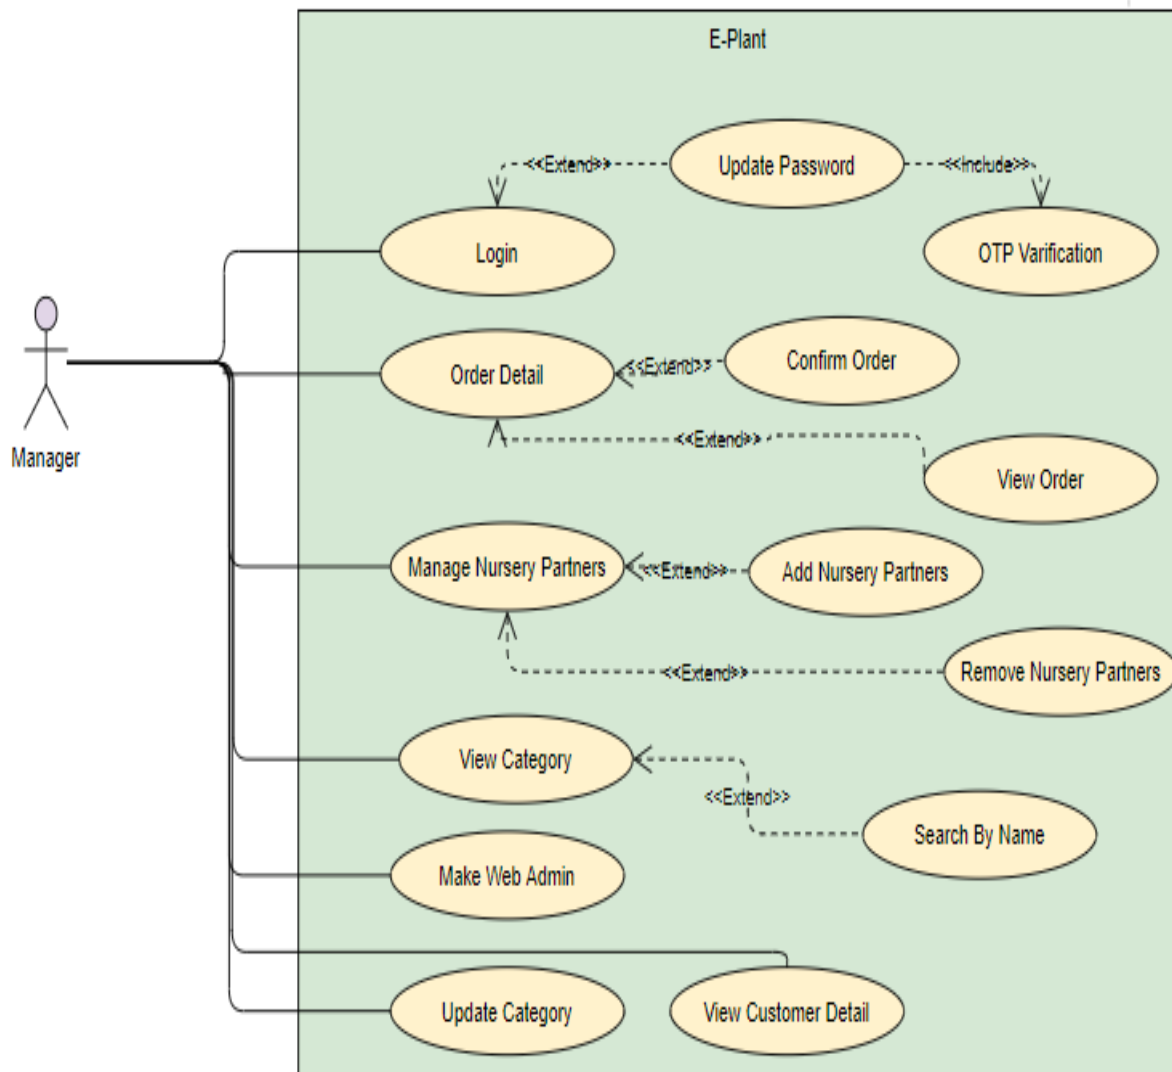 E-Plant
<<Extend>>
Update Password
<<Include>>
Login
OTP Varification
Manager
Order Detail
<<Extend>>
Confirm Order
<<Extend>>
View Order
Manage Nursery Partners
<<Extend>>
Add Nursery Partners
<<Extend>>
Remove Nursery Partners
View Category
<<Extend>>
Search By Name
Make Web Admin
Update Category
View Customer Detail